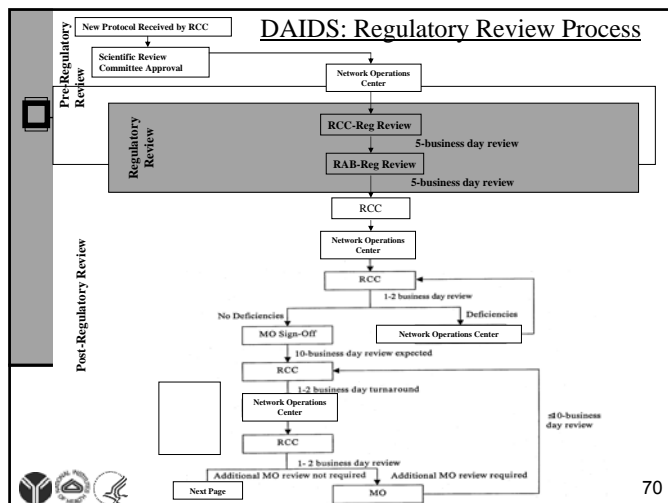 DAIDS: Regulatory Review Process
Pre-Regulatory
Review
New Protocol Received by RCC
Scientific Review
Committee Approval
Network Operations
Center
Regulatory
Review
RCC-Reg Review
5-business day review
RAB-Reg Review
5-business day review
Post-Regulatory Review
RCC
Network Operations
Center
RCC
1-2 business day review
No Deficiencies
Deficiencies
MO Sign-Off
Network Operations Center
10-business day review expected
RCC
1-2 business day turnaround
Network Operations
Center
≤10-business
day review
RCC
1-2 business day review
Additional MO review not required
Additional MO review required
Next Page
MO
70